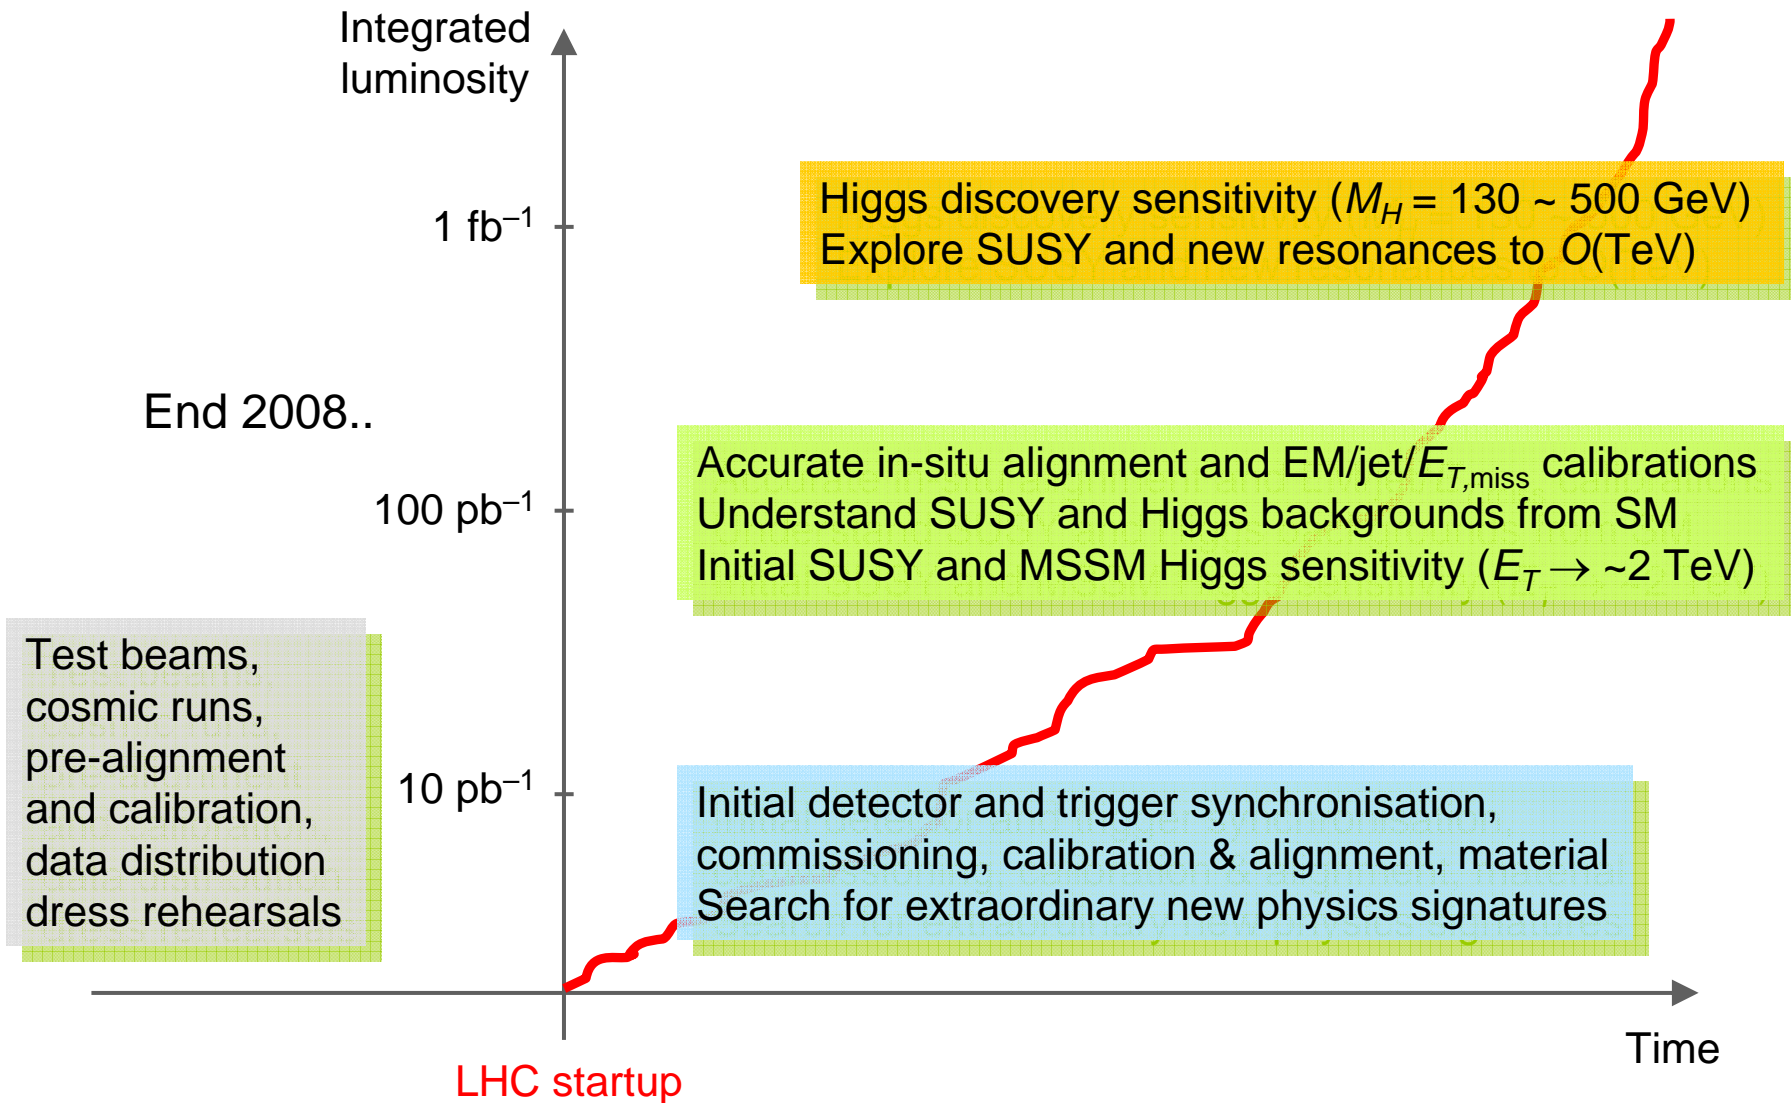 Integrated
luminosity
1 fb⁻¹
Higgs discovery sensitivity (M_H = 130 ~ 500 GeV)
Explore SUSY and new resonances to O(TeV)
End 2008..
100 pb⁻¹
Accurate in-situ alignment and EM/jet/E_T,miss calibrations
Understand SUSY and Higgs backgrounds from SM
Initial SUSY and MSSM Higgs sensitivity (E_T → ~2 TeV)
Test beams,
cosmic runs,
pre-alignment
and calibration,
data distribution
dress rehearsals
10 pb⁻¹
Initial detector and trigger synchronisation,
commissioning, calibration & alignment, material
Search for extraordinary new physics signatures
Time
LHC startup